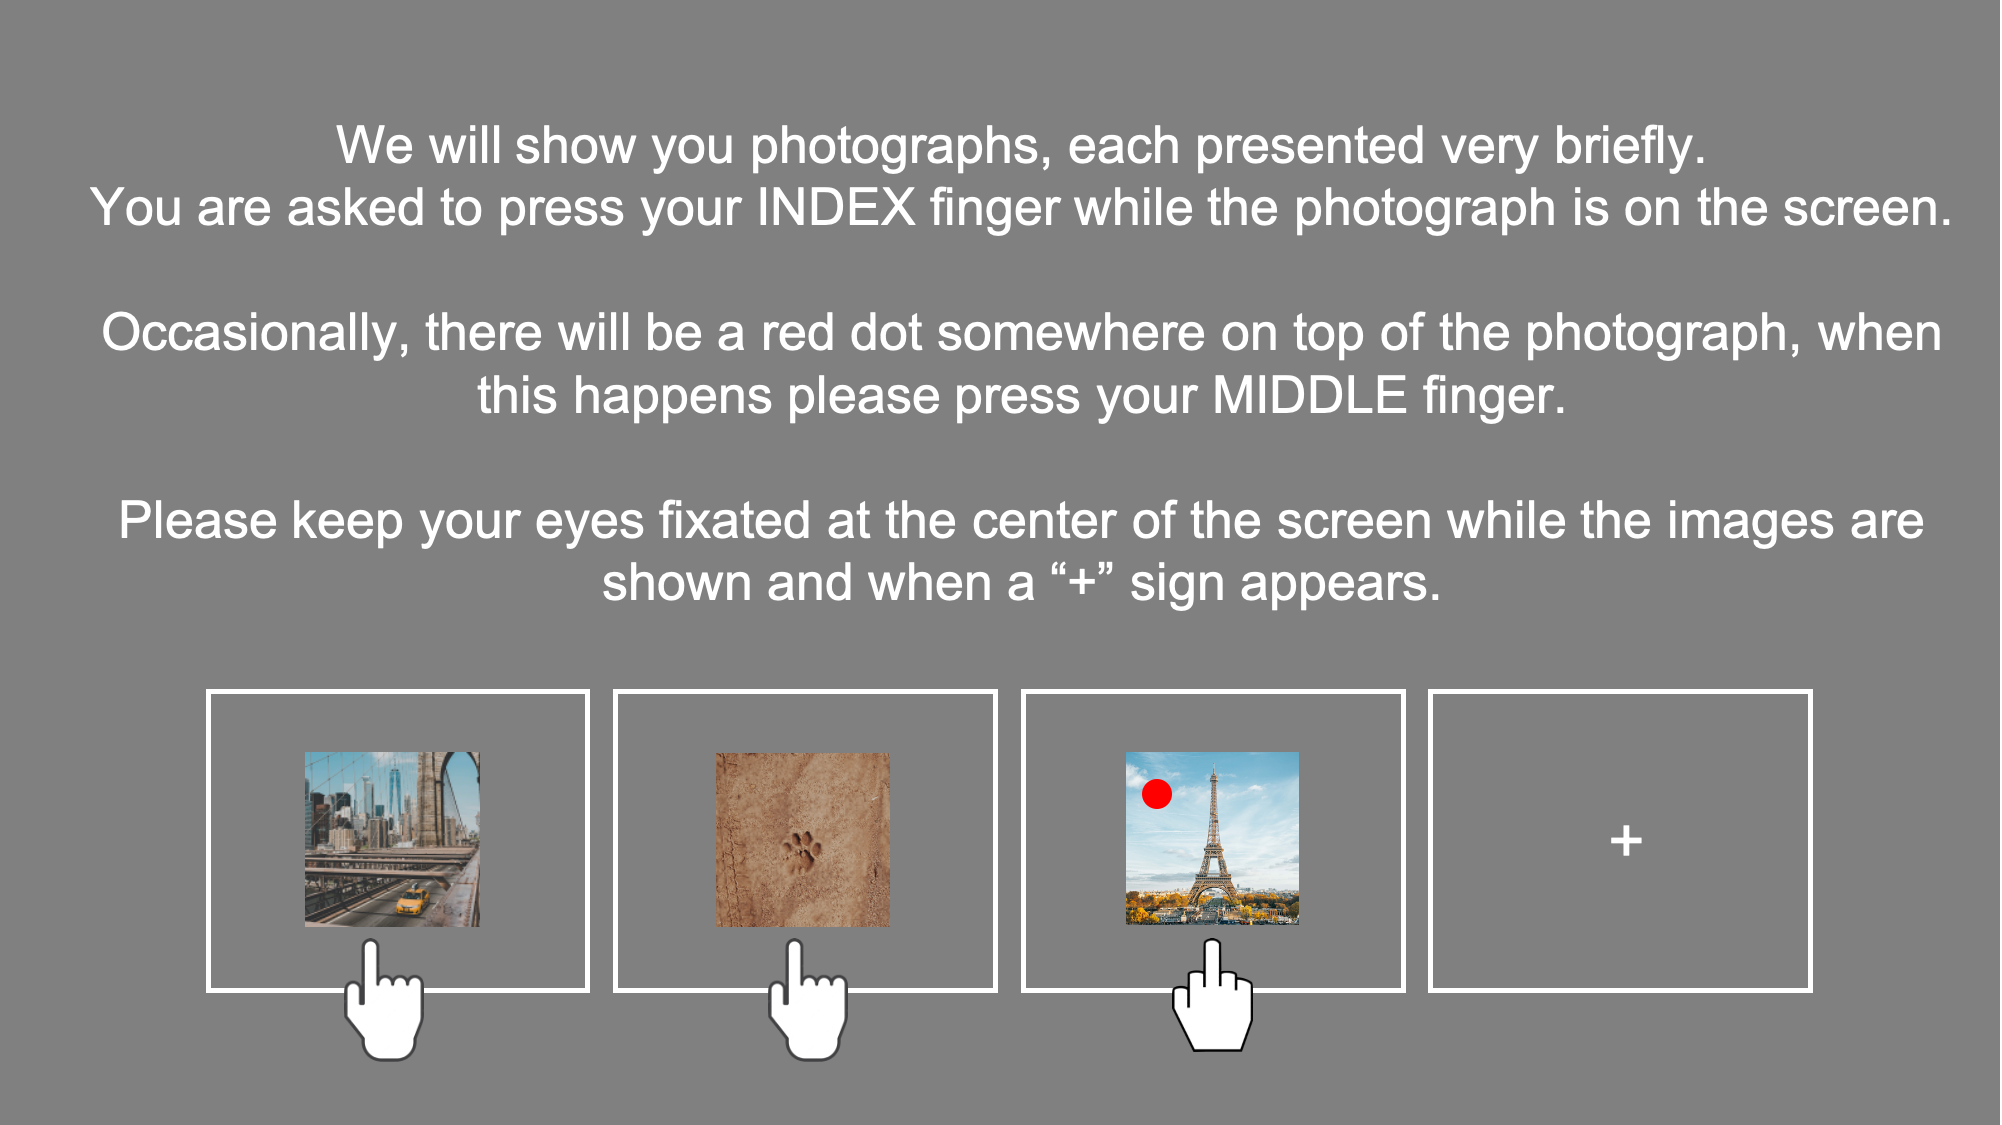 We will show you photographs, each presented very briefly.
You are asked to press your INDEX finger while the photograph is on the screen.
Occasionally, there will be a red dot somewhere on top of the photograph, when
this happens please press your MIDDLE finger.
Please keep your eyes fixated at the center of the screen while the images are
shown and when a “+” sign appears.
+